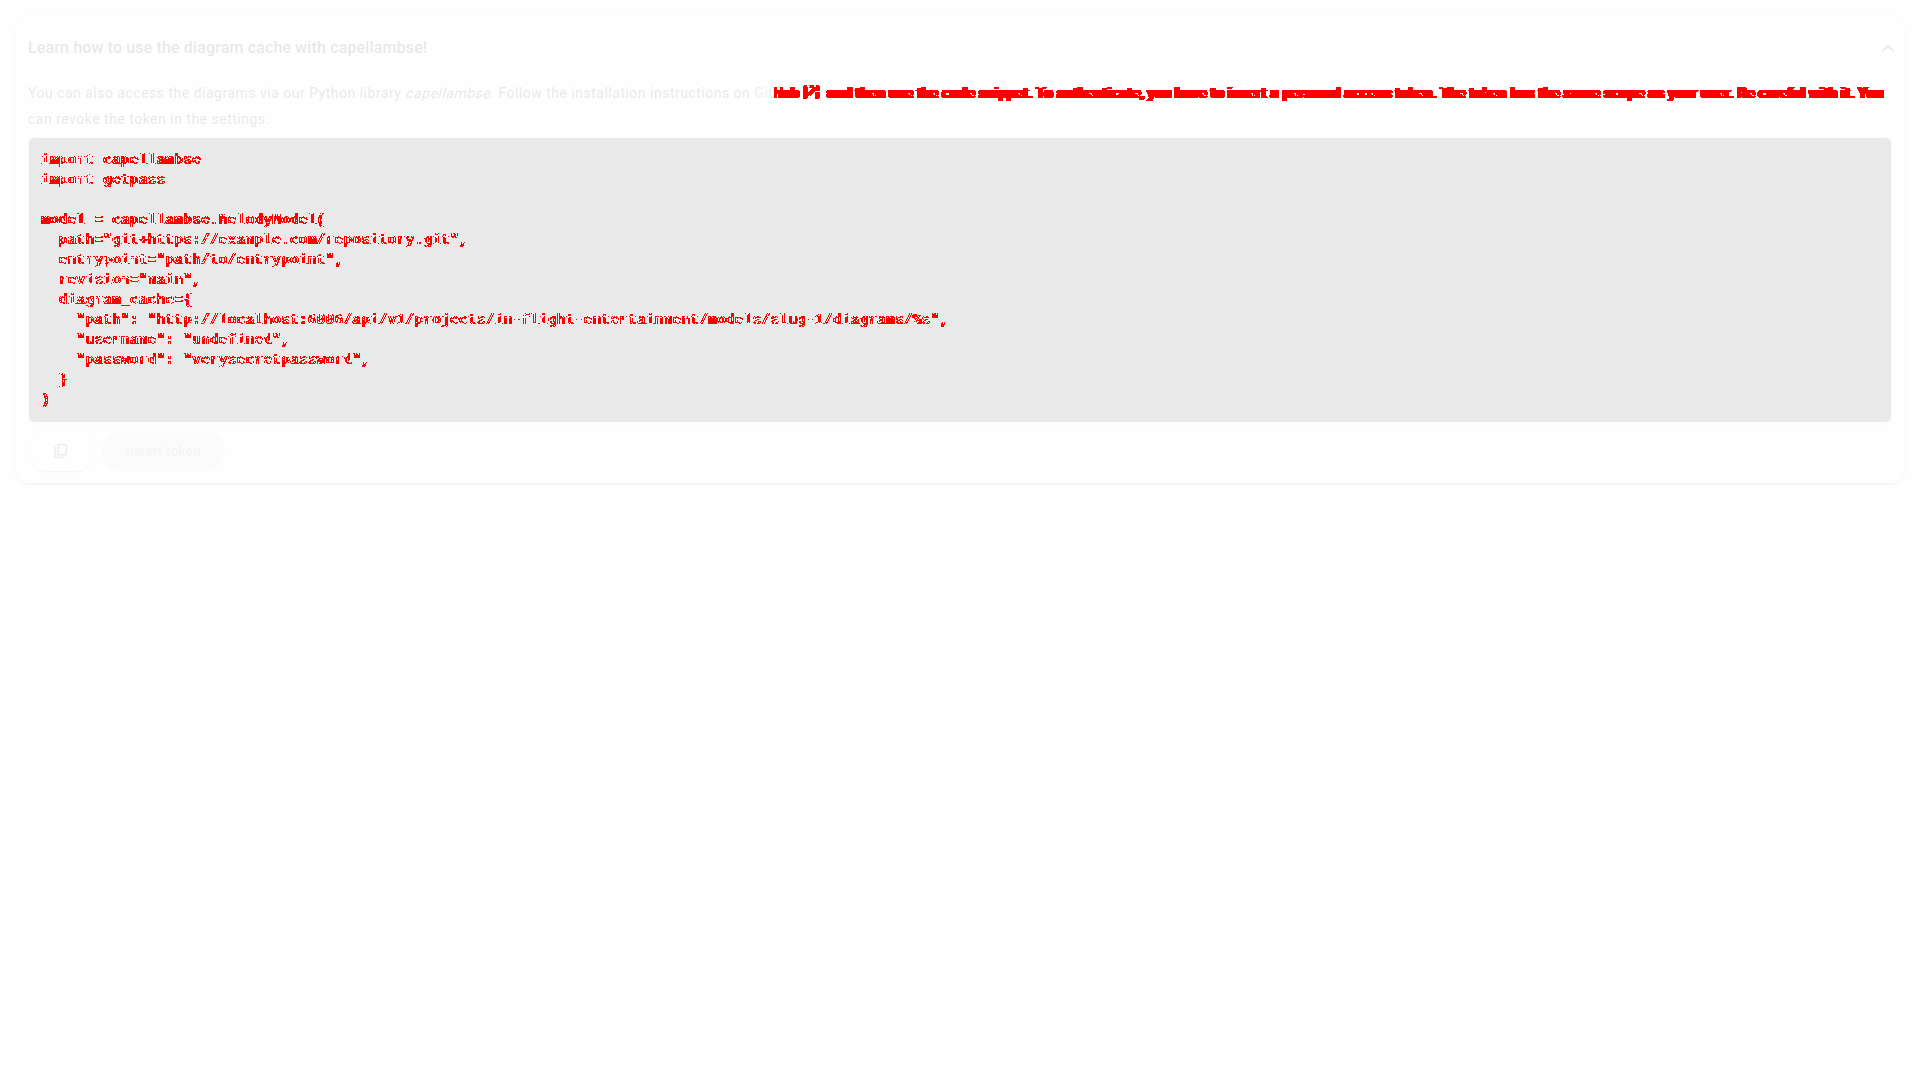 Learn how to use the diagram cache with capellambse!
You can also access the diagrams via our Python library capellambse. Follow the installation instructions on GitHub and then use the code snippet. To authenticate, you have to insert a personal access token. The token has the same scope as your user. Be careful with it. You
can revoke the token in the settings.
import capellambse
import getpass
model = capellambse.MelodyModel(
path="git+https://example.com/repository.git",
entrypoint="path/to/entrypoint",
revision="main",
diagram_cache={
"path": "http://localhost:6006/api/v1/projects/in-flight-entertainment/models/slug-1/diagrams/%s",
"username": "undefined",
"password": "verysecretpassword",
}
)
Insert token